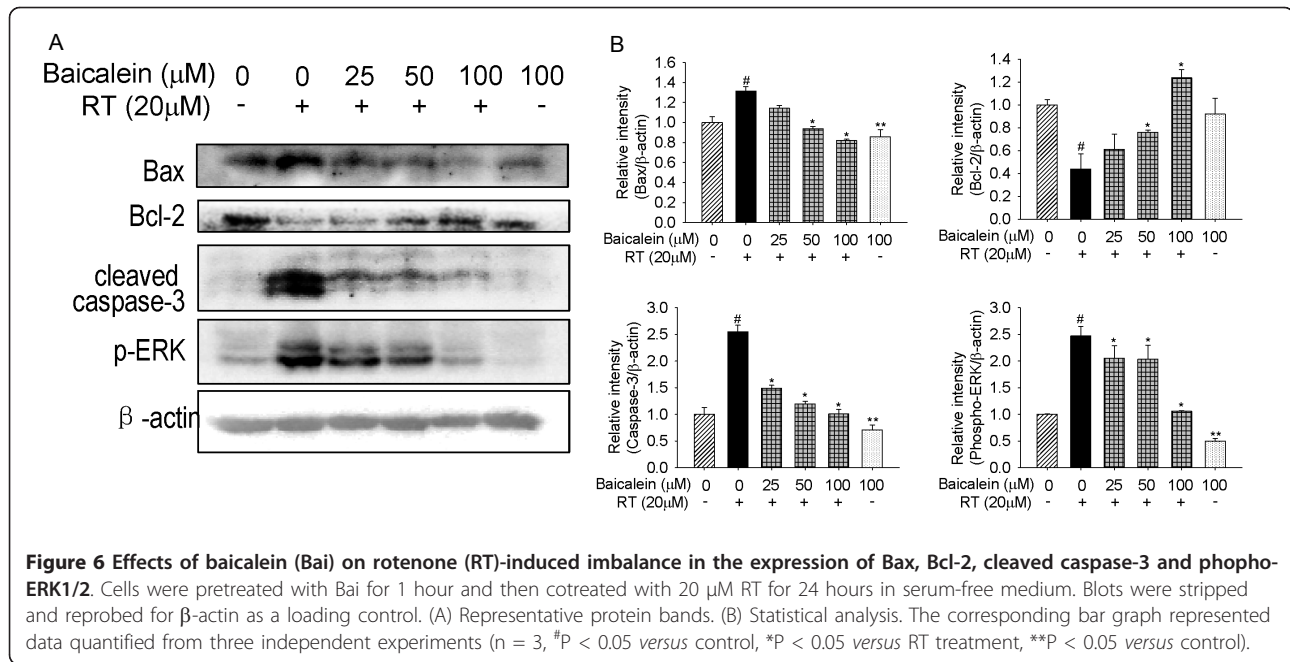 A
Baicalein (μM) 0 0 25 50 100 100
RT (20μM) - + + + + -
Bax
Bcl-2
cleaved
caspase-3
p-ERK
β -actin
B
Relative intensity
(Bax/β-actin)
1.6
1.4
1.2
1.0
0.8
0.6
0.4
0.2
0.0
# * * **
Baicalein (μM) 0 0 25 50 100 100
RT (20μM) - + + + + -
Relative intensity
(Bcl-2/β-actin)
1.4
1.2
1.0
0.8
0.6
0.4
0.2
0.0
# * *
Baicalein (μM) 0 0 25 50 100 100
RT (20μM) - + + + + -
Relative intensity
(Caspase-3/β-actin)
3.0
2.5
2.0
1.5
1.0
0.5
0.0
# * * * **
Baicalein (μM) 0 0 25 50 100 100
RT (20μM) - + + + + -
Relative intensity
(Phospho-ERK/β-actin)
3.0
2.5
2.0
1.5
1.0
0.5
0.0
# * * * **
Baicalein (μM) 0 0 25 50 100 100
RT (20μM) - + + + + -
Figure 6 Effects of baicalein (Bai) on rotenone (RT)-induced imbalance in the expression of Bax, Bcl-2, cleaved caspase-3 and phopho-
ERK1/2. Cells were pretreated with Bai for 1 hour and then cotreated with 20 μM RT for 24 hours in serum-free medium. Blots were stripped
and reprobed for β-actin as a loading control. (A) Representative protein bands. (B) Statistical analysis. The corresponding bar graph represented
data quantified from three independent experiments (n = 3, #P < 0.05 versus control, *P < 0.05 versus RT treatment, **P < 0.05 versus control).